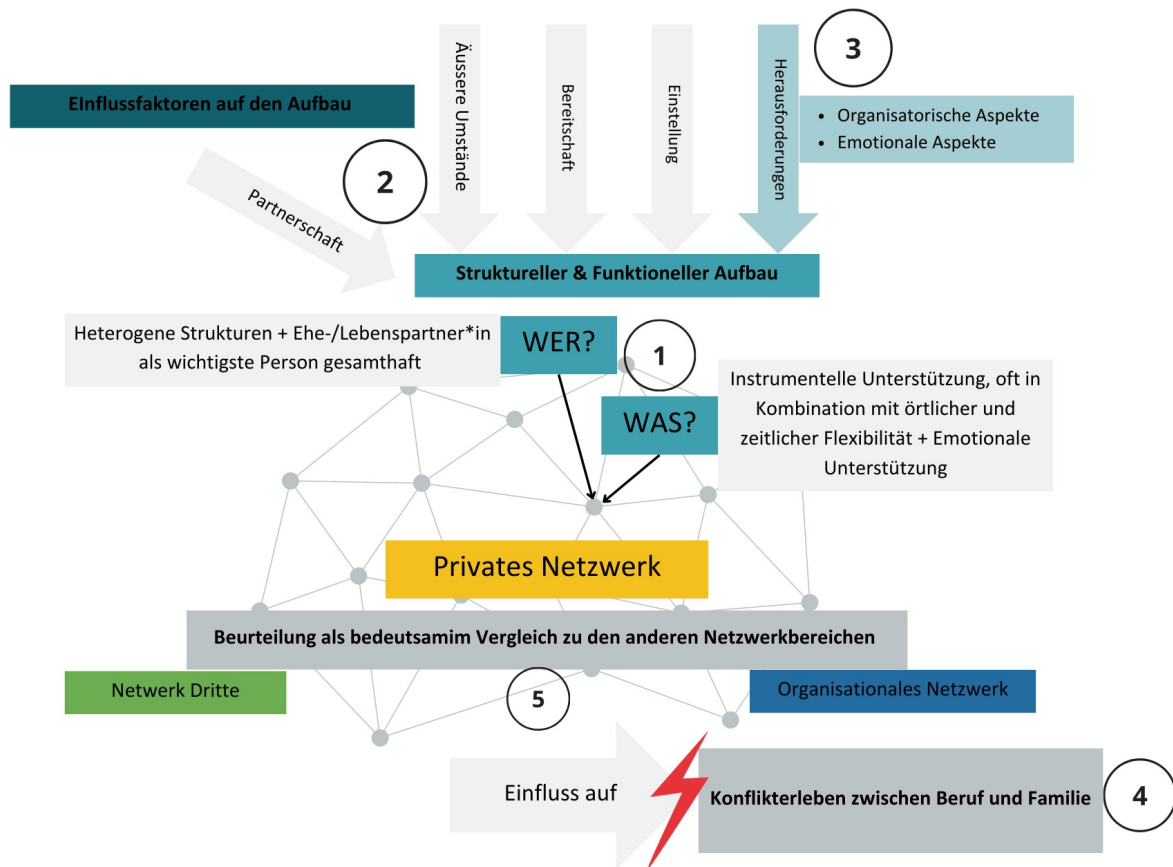 EInflussfaktoren auf den Aufbau
Partnerschaft
2
Äussere Umstände
Bereitschaft
Einstellung
Herausforderungen
3
• Organisatorische Aspekte
• Emotionale Aspekte
Struktureller & Funktioneller Aufbau
Heterogene Strukturen + Ehe-/Lebenspartner*in
als wichtigste Person gesamthaft
WER?
1
WAS?
Instrumentelle Unterstützung, oft in
Kombination mit örtlicher und
zeitlicher Flexibilität + Emotionale
Unterstützung
Privates Netzwerk
Beurteilung als bedeutsamim Vergleich zu den anderen Netzwerkbereichen
Netwerk Dritte
5
Organisationales Netzwerk
Einfluss auf
Konflikterleben zwischen Beruf und Familie
4